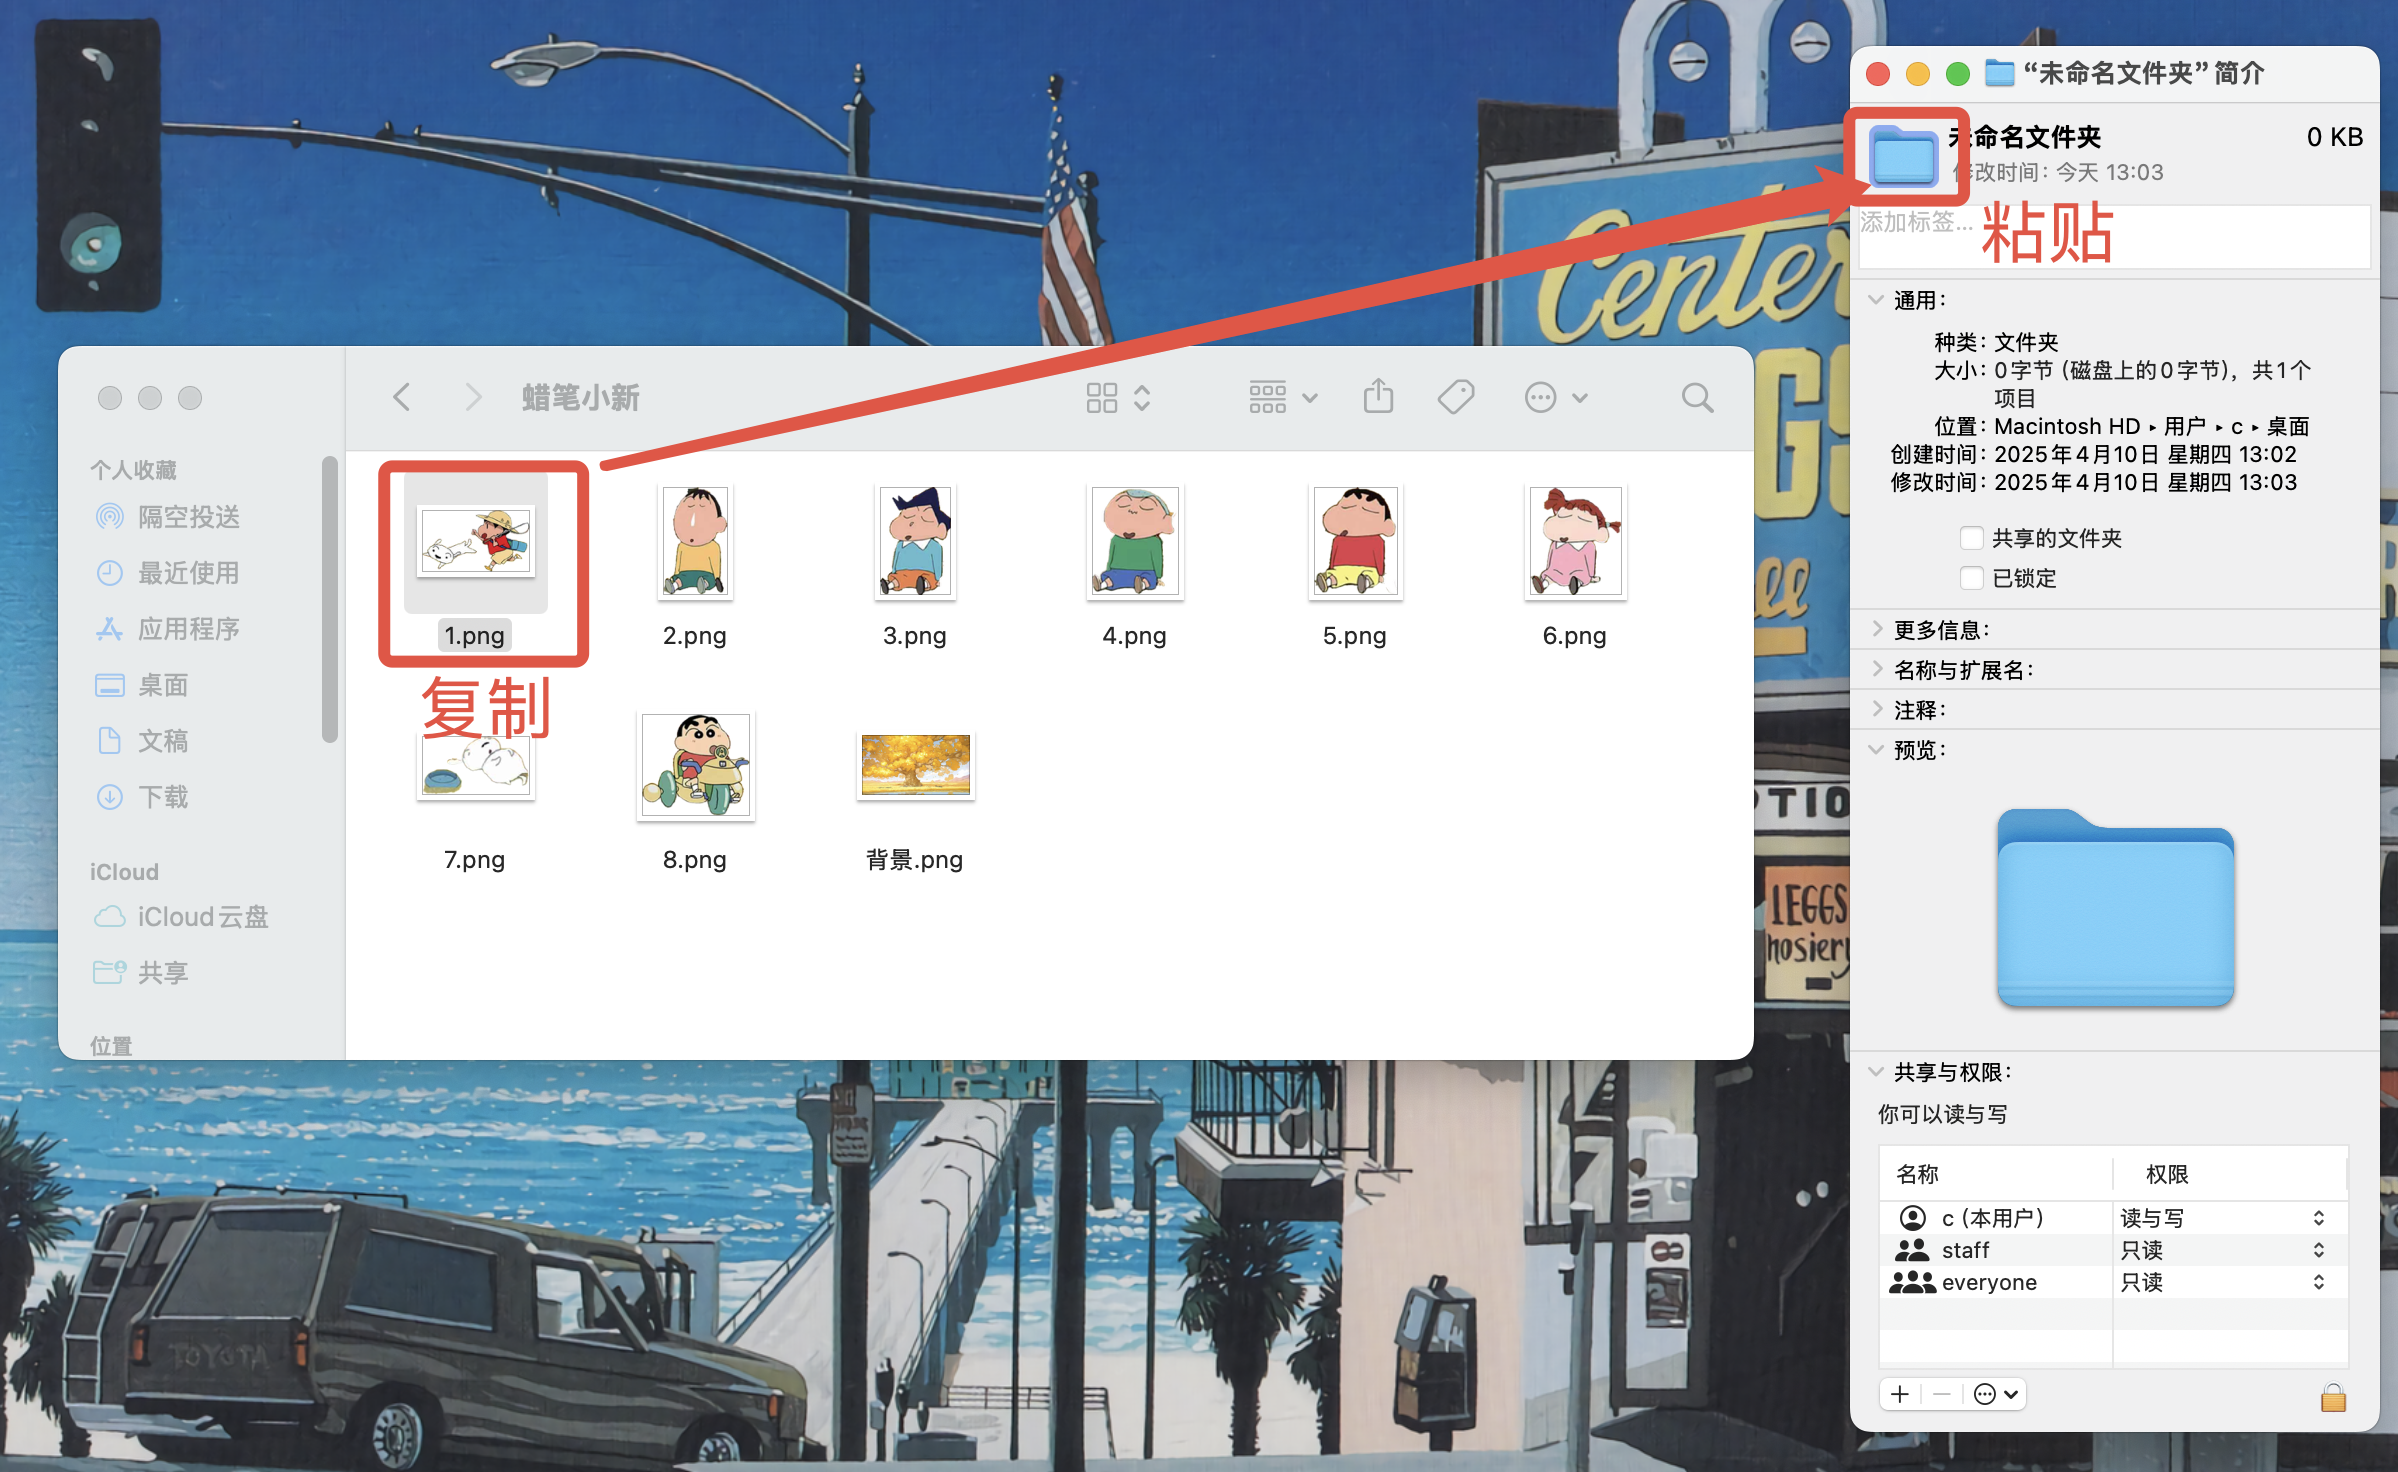 “未命名文件夹”简介
未命名文件夹
0 KB
修改时间：今天 13:03
添加标签...
粘贴
通用：
种类：文件夹
大小：0字节（磁盘上的0字节），共1个
项目
位置：Macintosh HD ▸ 用户 ▸ c ▸ 桌面
创建时间：2025年4月10日 星期四 13:02
修改时间：2025年4月10日 星期四 13:03
共享的文件夹
已锁定
更多信息：
名称与扩展名：
注释：
预览：
共享与权限：
你可以读与写
名称 权限
c（本用户） 读与写
staff 只读
everyone 只读
蜡笔小新
个人收藏
隔空投送
最近使用
应用程序
桌面
文稿
下载
iCloud
iCloud云盘
共享
位置
1.png
2.png
3.png
4.png
5.png
6.png
复制
7.png
8.png
背景.png
Center
GGS
TIO
LEGGS
hosiery
TOYOTA